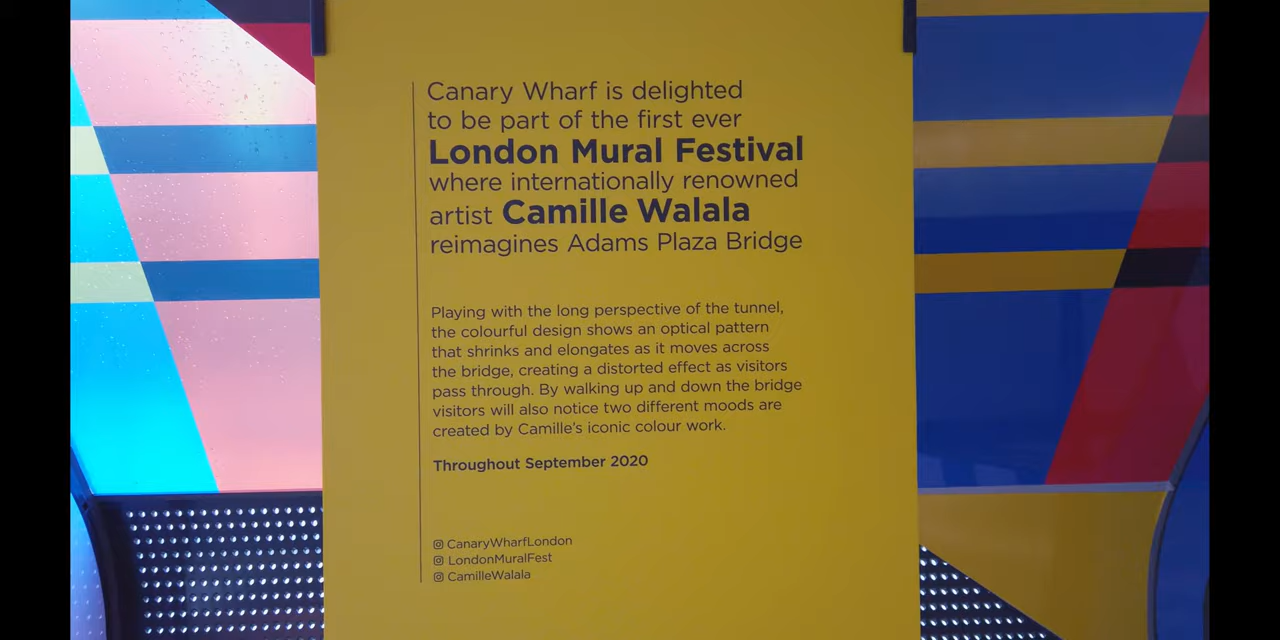 Canary Wharf is delighted
to be part of the first ever
London Mural Festival
where internationally renowned
artist Camille Walala
reimagines Adams Plaza Bridge
Playing with the long perspective of the tunnel,
the colourful design shows an optical pattern
that shrinks and elongates as it moves across
the bridge, creating a distorted effect as visitors
pass through. By walking up and down the bridge
visitors will also notice two different moods are
created by Camille's iconic colour work.
Throughout September 2020
CanaryWharfLondon
LondonMuralFest
CamilleWalala